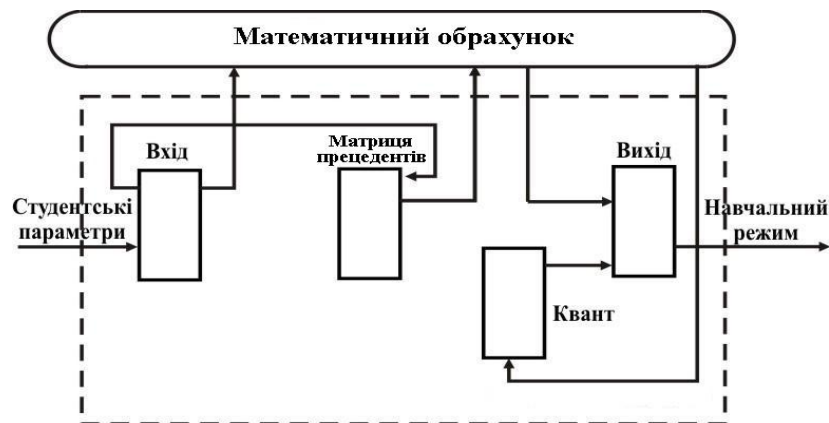 Математичний обрахунок
Вхід
Матриця
прецедентів
Вихід
Студентські
параметри
Навчальний
режим
Квант